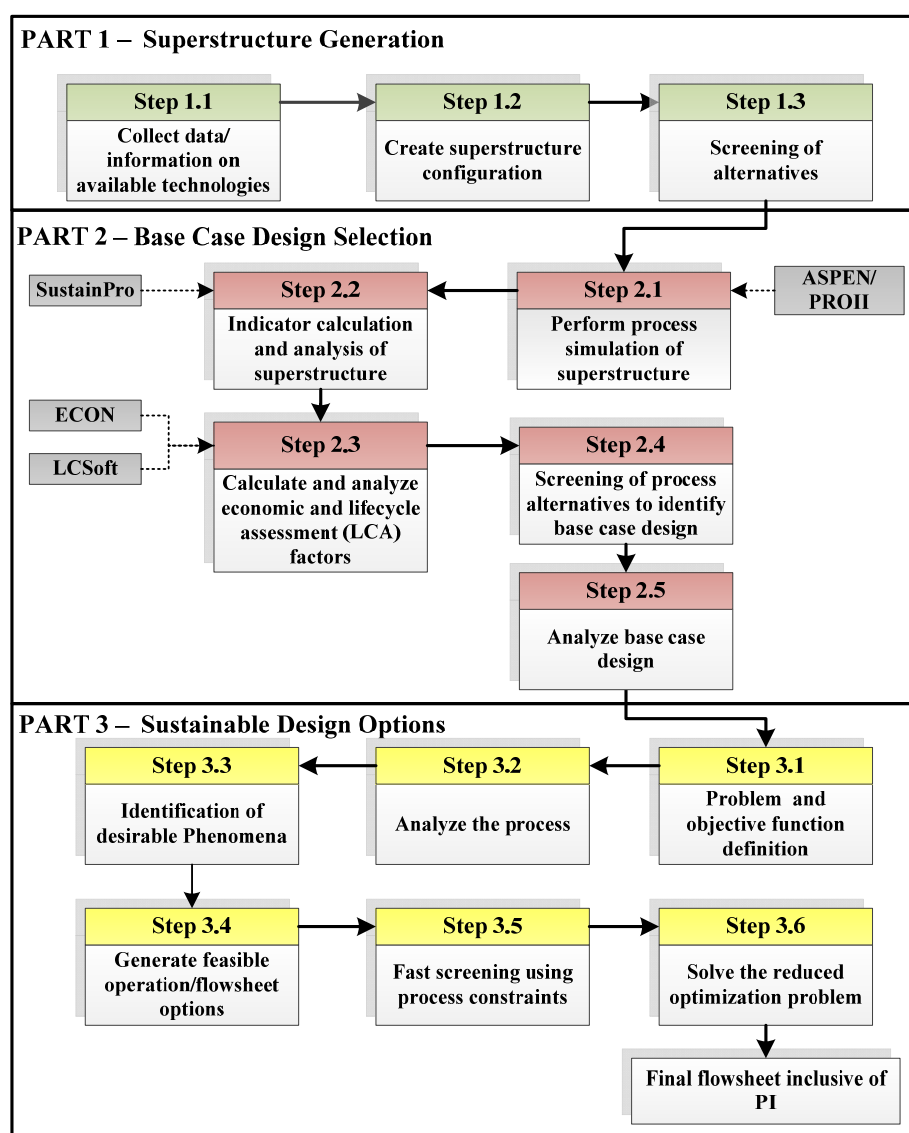 PART 1 – Superstructure Generation
Step 1.1
Collect data/
information on
available technologies
Step 1.2
Create superstructure
configuration
Step 1.3
Screening of
alternatives
PART 2 – Base Case Design Selection
SustainPro
Step 2.2
Indicator calculation
and analysis of
superstructure
Step 2.1
Perform process
simulation of
superstructure
ASPEN/
PROII
ECON
LCSoft
Step 2.3
Calculate and analyze
economic and lifecycle
assessment (LCA)
factors
Step 2.4
Screening of process
alternatives to identify
base case design
Step 2.5
Analyze base case
design
PART 3 – Sustainable Design Options
Step 3.3
Identification of
desirable Phenomena
Step 3.2
Analyze the process
Step 3.1
Problem and
objective function
definition
Step 3.4
Generate feasible
operation/flowsheet
options
Step 3.5
Fast screening using
process constraints
Step 3.6
Solve the reduced
optimization problem
Final flowsheet inclusive of
PI